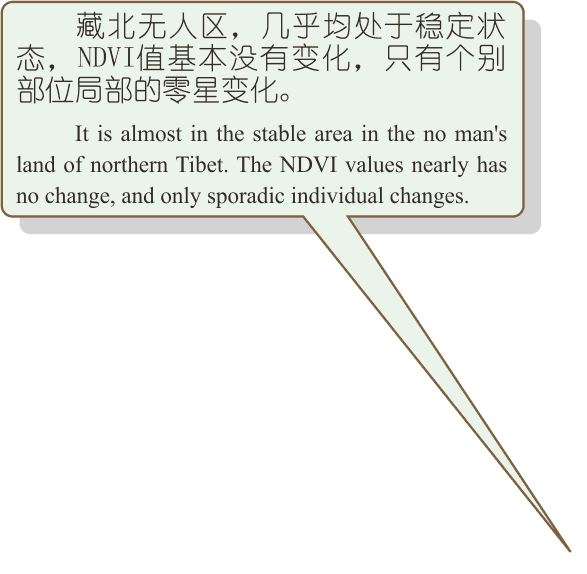 藏北无人区，几乎均处于稳定状
态，NDVI值基本没有变化，只有个别
部位局部的零星变化。
It is almost in the stable area in the no man's
land of northern Tibet. The NDVI values nearly has
no change, and only sporadic individual changes.